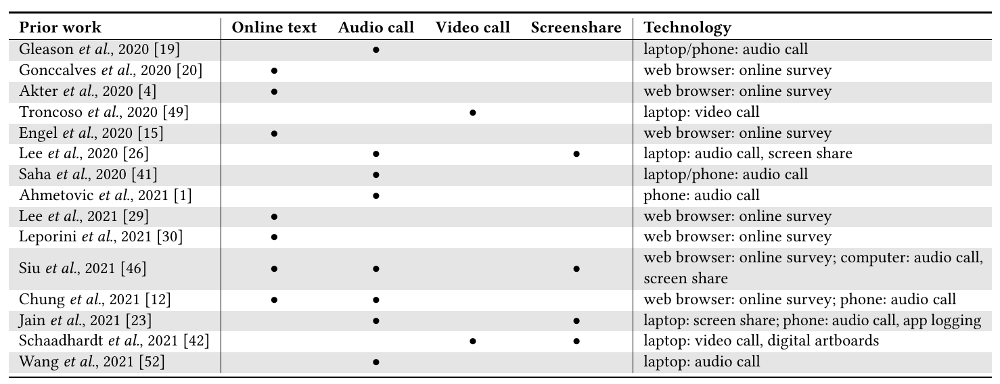 Prior work Online text Audio call Video call Screenshare Technology
Gleason et al., 2020 [19] • laptop/phone: audio call
Gonccalves et al., 2020 [20] • web browser: online survey
Akter et al., 2020 [4] • web browser: online survey
Troncoso et al., 2020 [49] • laptop: video call
Engel et al., 2020 [15] • web browser: online survey
Lee et al., 2020 [26] • • laptop: audio call, screen share
Saha et al., 2020 [41] • laptop/phone: audio call
Ahmetovic et al., 2021 [1] • phone: audio call
Lee et al., 2021 [29] • web browser: online survey
Leporini et al., 2021 [30] • web browser: online survey
Siu et al., 2021 [46] • • • web browser: online survey; computer: audio call,
screen share
Chung et al., 2021 [12] • • web browser: online survey; phone: audio call
Jain et al., 2021 [23] • • laptop: screen share; phone: audio call, app logging
Schaadhardt et al., 2021 [42] • • laptop: video call, digital artboards
Wang et al., 2021 [52] • laptop: audio call